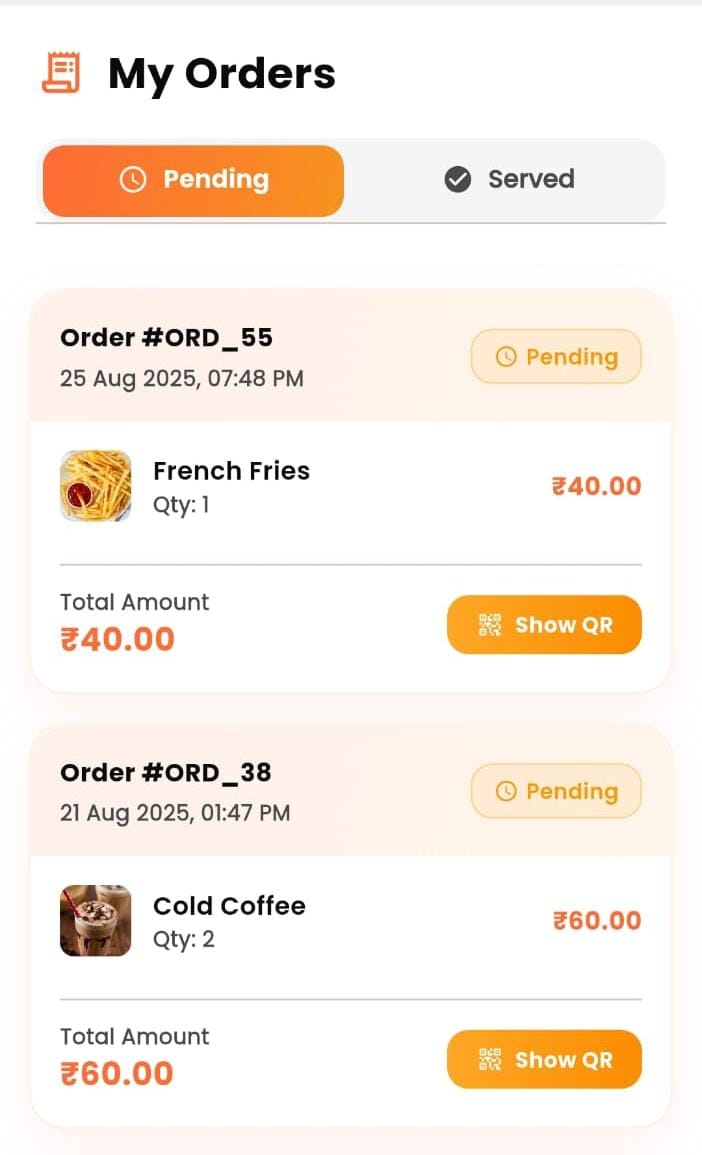 My Orders
Pending
Served
Order #ORD_55
25 Aug 2025, 07:48 PM
Pending
French Fries
Qty: 1
₹40.00
Total Amount
₹40.00
Show QR
Order #ORD_38
21 Aug 2025, 01:47 PM
Pending
Cold Coffee
Qty: 2
₹60.00
Total Amount
₹60.00
Show QR